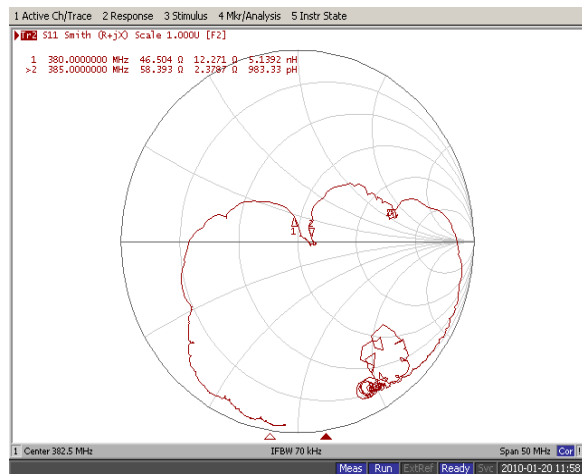 1 Active Ch/Trace 2 Response 3 Stimulus 4 Mkr/Analysis 5 Instr State
Tr2 S11 Smith (R+jX) Scale 1.000U [F2]
1 380.0000000 MHz 46.504 Ω 12.271 Ω 5.1392 nH
>2 385.0000000 MHz 58.393 Ω 2.3787 Ω 983.33 pH
1
1 Center 382.5 MHz IFBW 70 kHz Span 50 MHz Cor
Meas Run ExtRef Ready Svc 2010-01-20 11:58